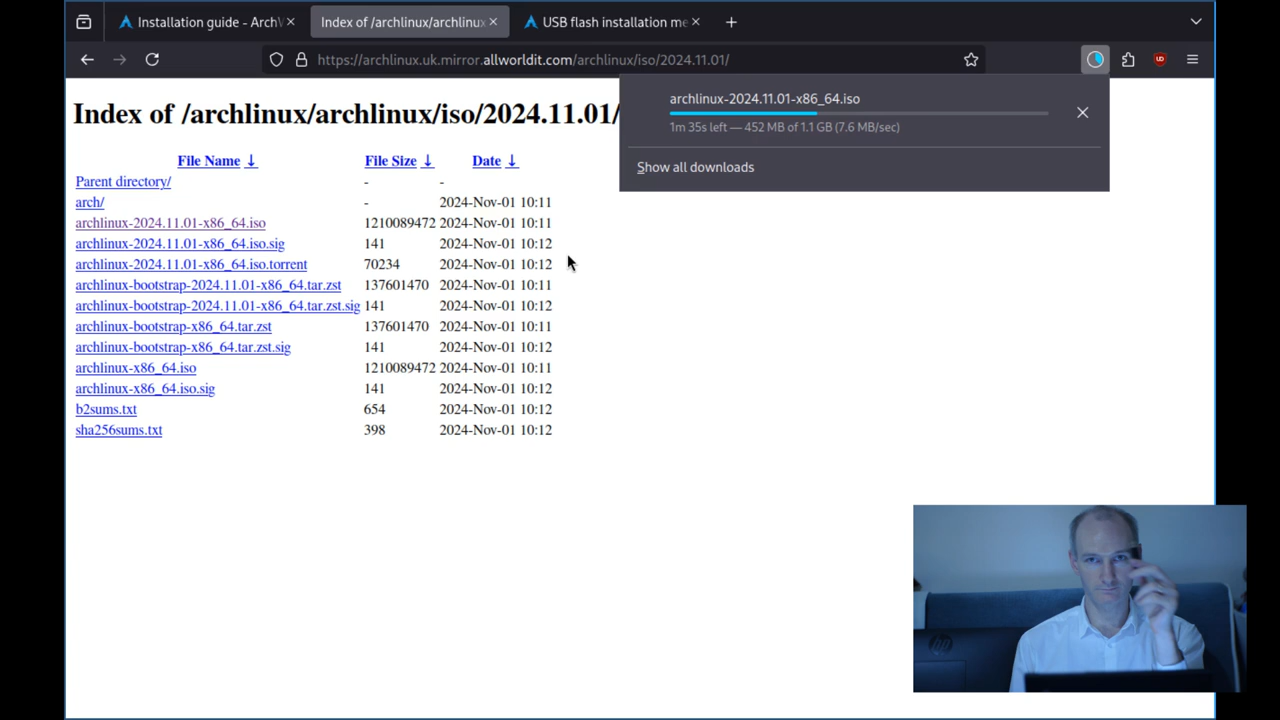 Installation guide - ArchW
Index of /archlinux/archlinux
USB flash installation me
https://archlinux.uk.mirror.allworldit.com/archlinux/iso/2024.11.01/
archlinux-2024.11.01-x86_64.iso
1m 35s left — 452 MB of 1.1 GB (7.6 MB/sec)
Show all downloads
Index of /archlinux/archlinux/iso/2024.11.01/
File Name ↓ File Size ↓ Date ↓
Parent directory/ - -
arch/ - 2024-Nov-01 10:11
archlinux-2024.11.01-x86_64.iso 1210089472 2024-Nov-01 10:11
archlinux-2024.11.01-x86_64.iso.sig 141 2024-Nov-01 10:12
archlinux-2024.11.01-x86_64.iso.torrent 70234 2024-Nov-01 10:12
archlinux-bootstrap-2024.11.01-x86_64.tar.zst 137601470 2024-Nov-01 10:11
archlinux-bootstrap-2024.11.01-x86_64.tar.zst.sig 141 2024-Nov-01 10:12
archlinux-bootstrap-x86_64.tar.zst 137601470 2024-Nov-01 10:11
archlinux-bootstrap-x86_64.tar.zst.sig 141 2024-Nov-01 10:12
archlinux-x86_64.iso 1210089472 2024-Nov-01 10:11
archlinux-x86_64.iso.sig 141 2024-Nov-01 10:12
b2sums.txt 654 2024-Nov-01 10:12
sha256sums.txt 398 2024-Nov-01 10:12
hp